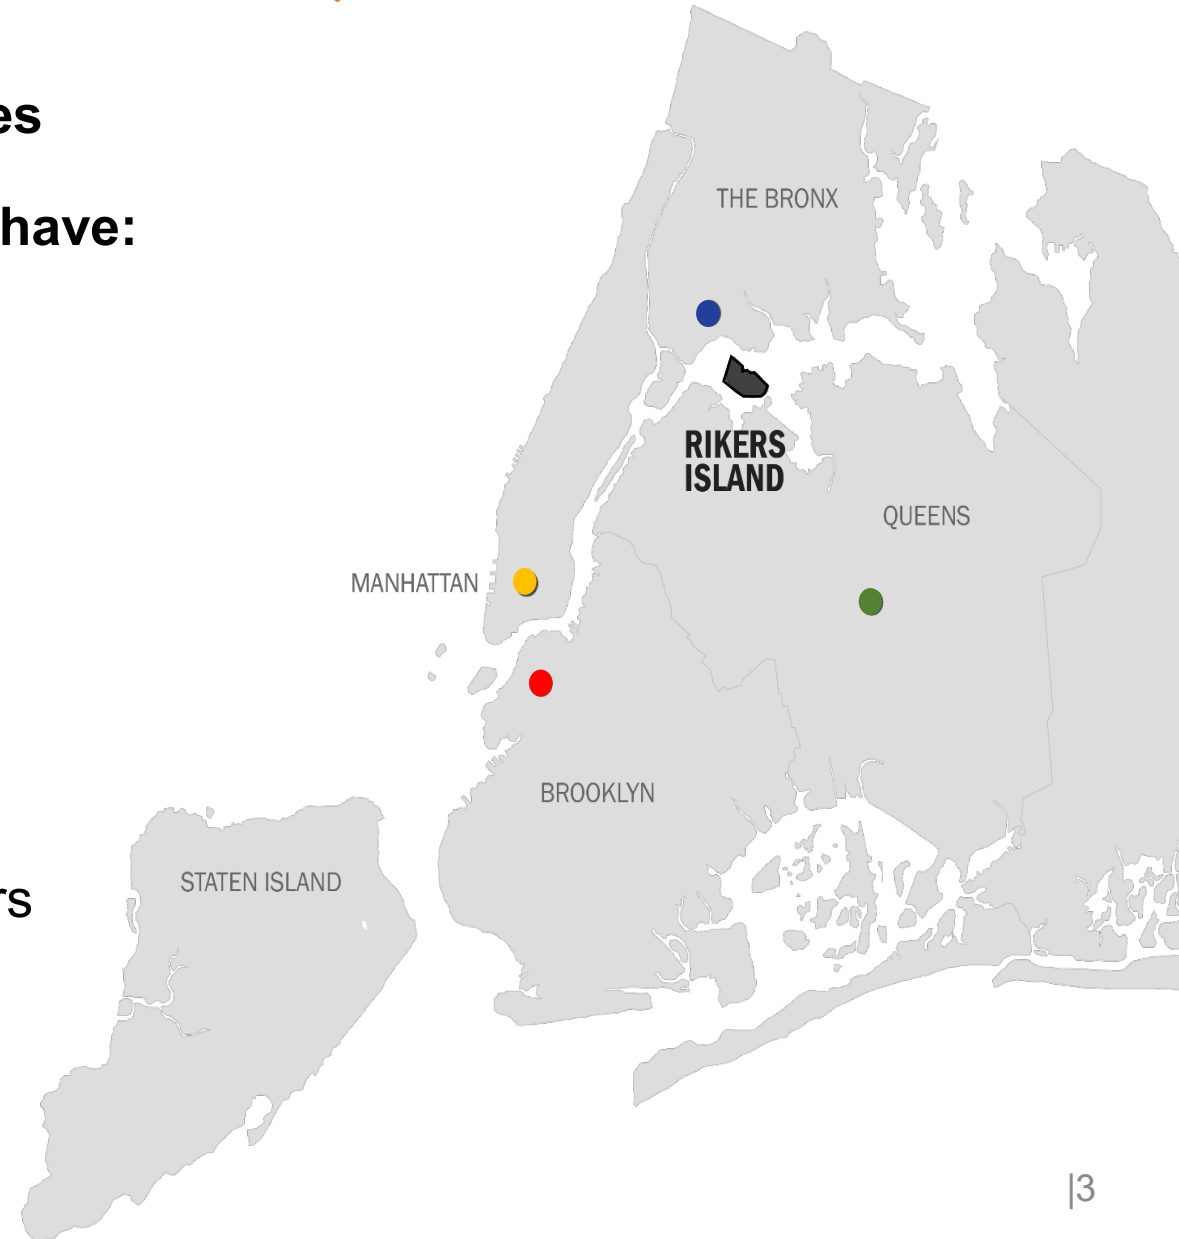 es
have:
THE BRONX
RIKERS
ISLAND
QUEENS
MANHATTAN
BROOKLYN
STATEN ISLAND
rs
|3